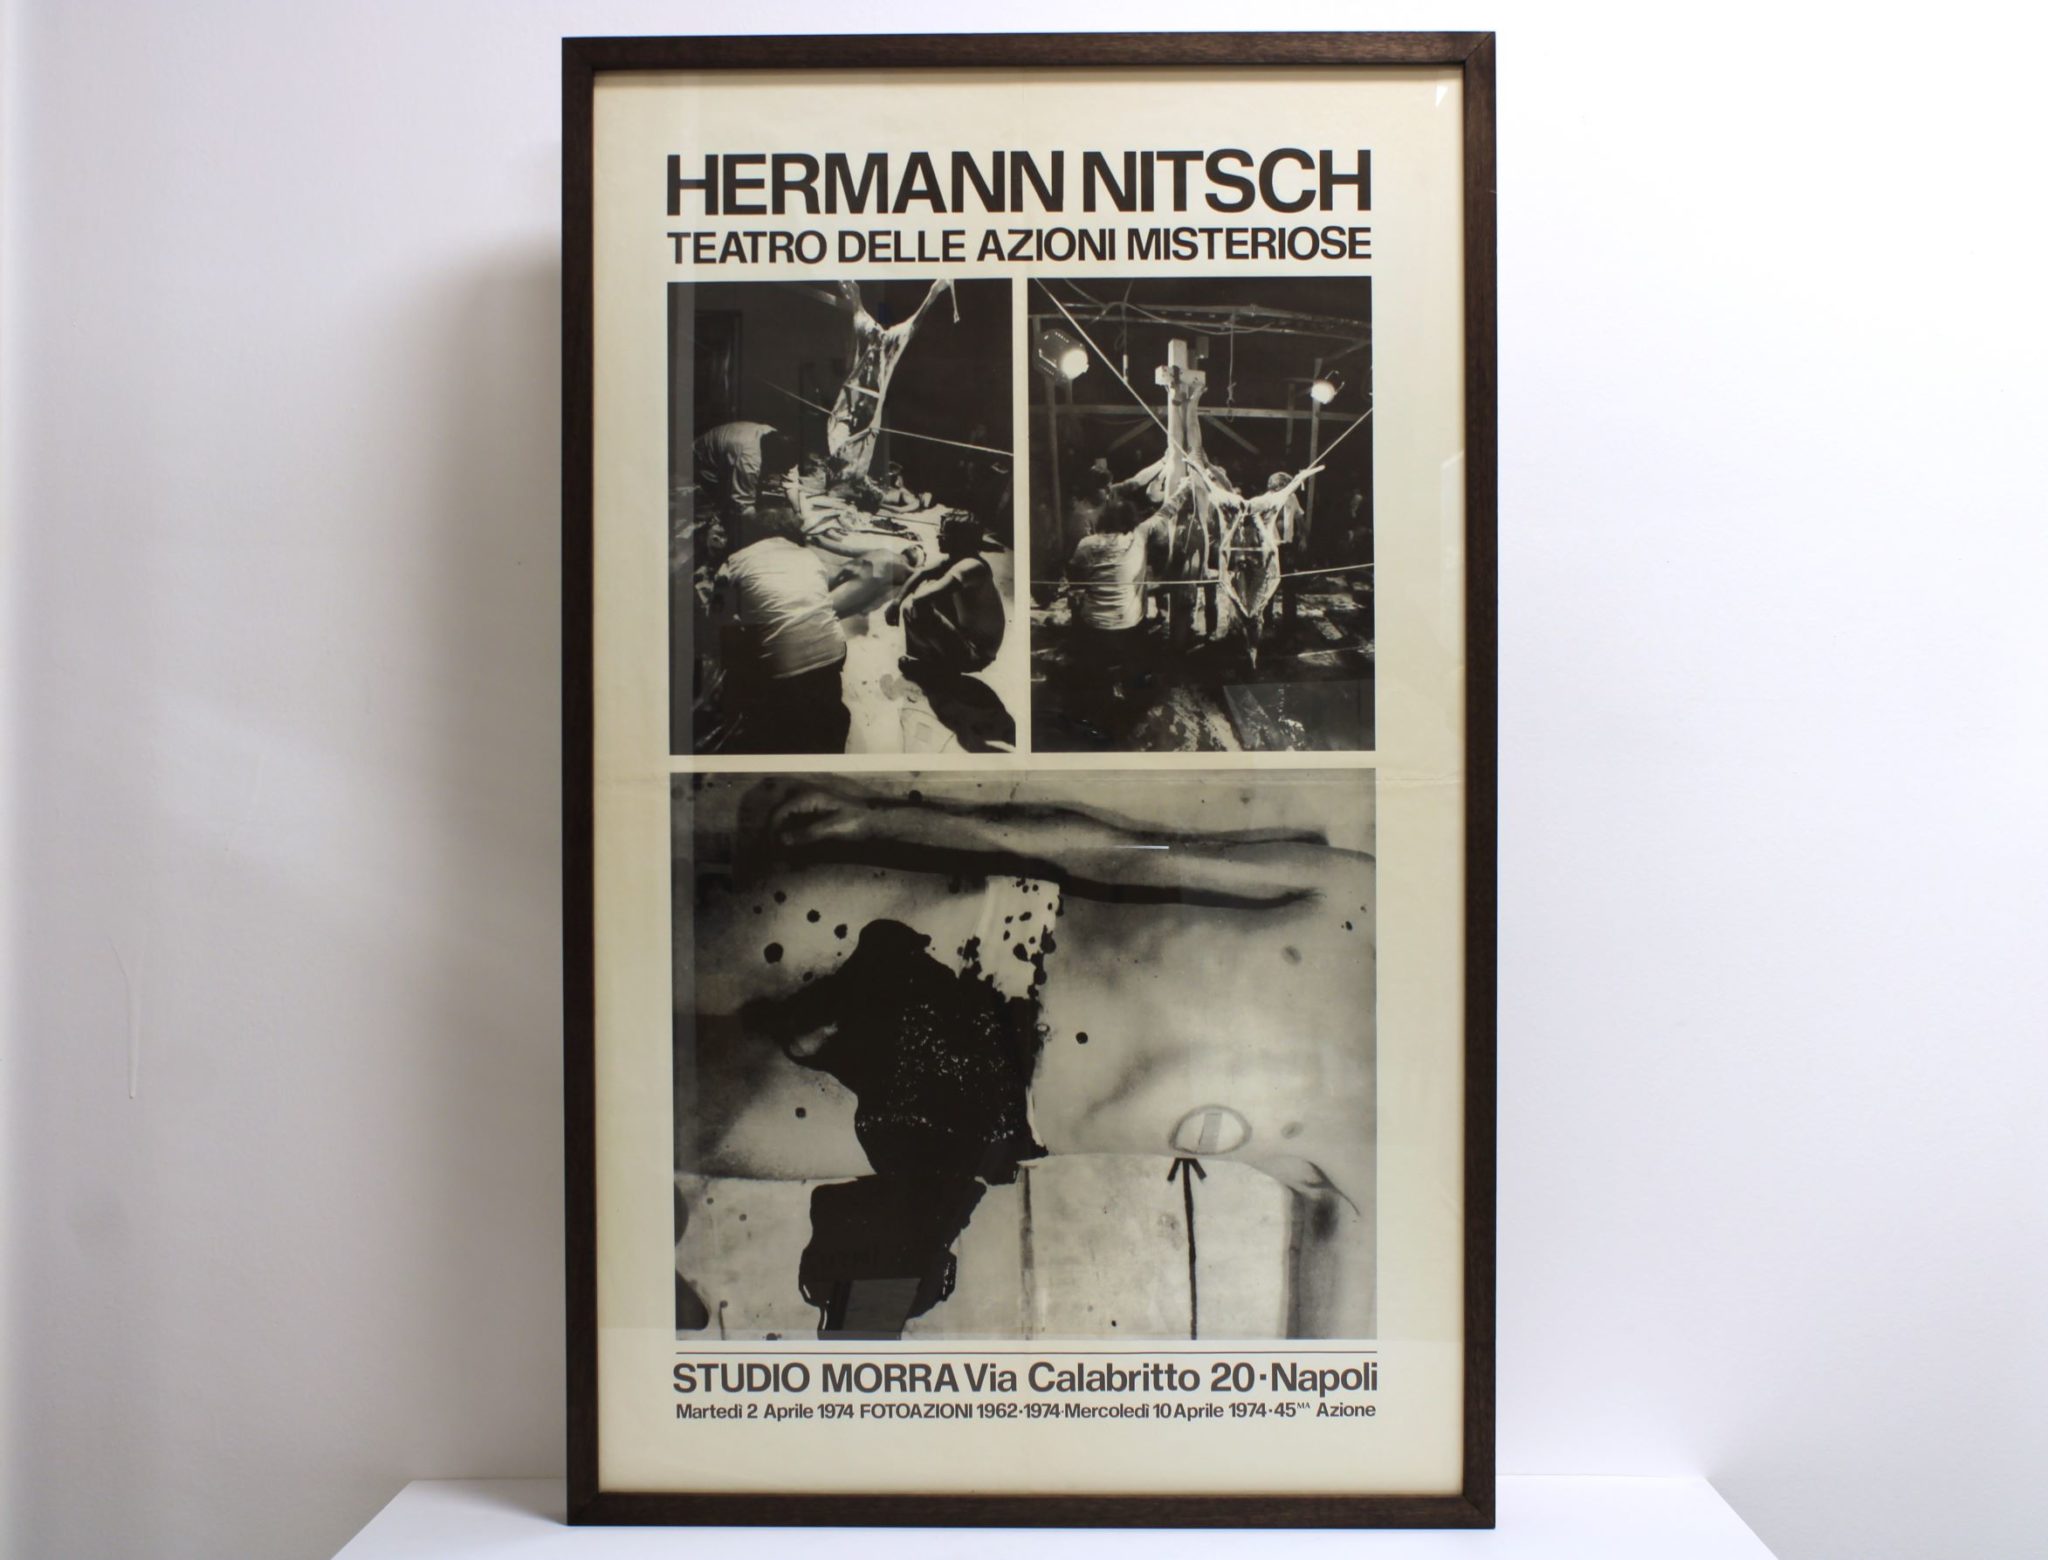 HERMANN NITSCH
TEATRO DELLE AZIONI MISTERIOSE
STUDIO MORRA Via Calabritto 20·Napoli
Martedì 2 Aprile 1974 FOTOAZIONI 1962·1974·Mercoledì 10 Aprile 1974·45ᴹᴬ Azione